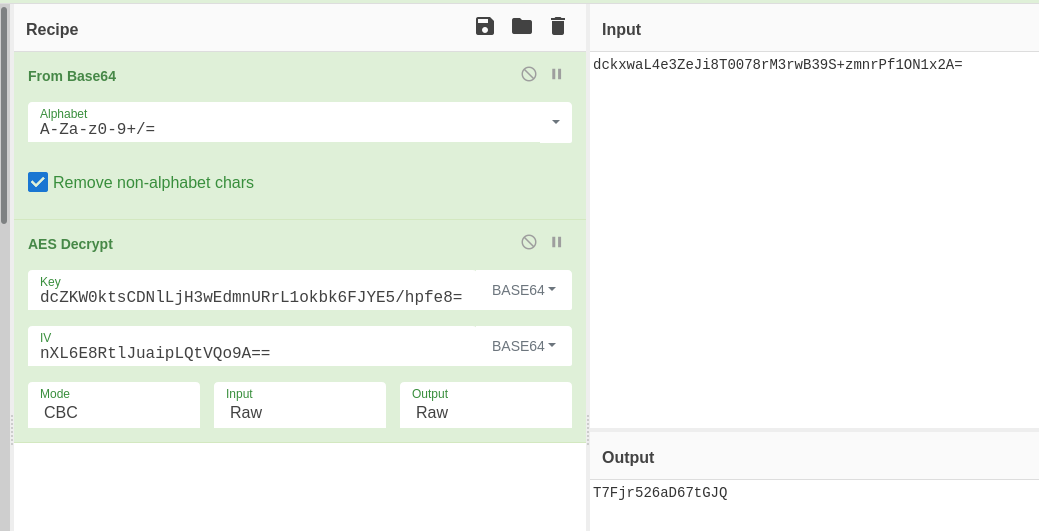 Recipe
From Base64
Alphabet
A-Za-z0-9+/=
Remove non-alphabet chars
AES Decrypt
Key
dcZKW0ktsCDNlLjH3wEdmnURrL1okbk6FJYE5/hpfe8=
BASE64
IV
nXL6E8RtlJuaipLQtVQo9A==
BASE64
Mode
CBC
Input
Raw
Output
Raw
Input
dckxwaL4e3ZeJi8T0078rM3rwB39S+zmnrPf1ON1x2A=
Output
T7Fjr526aD67tGJQ